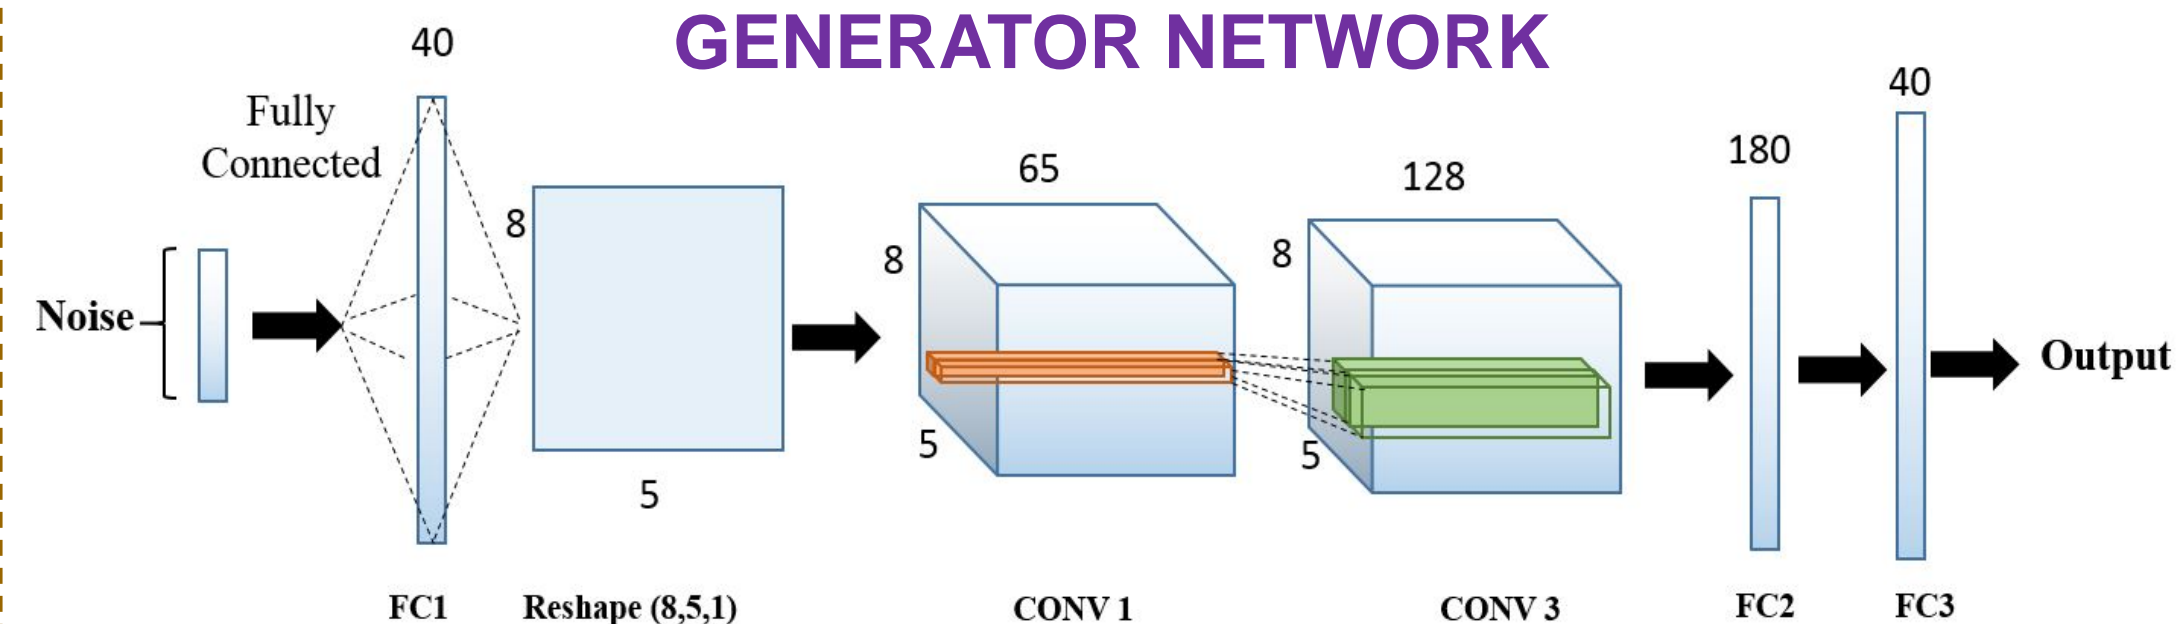 GENERATOR NETWORK
40
Fully
Connected
Noise
8
5
65
8
5
128
8
5
180
40
Output
FC1
Reshape (8,5,1)
CONV 1
CONV 3
FC2
FC3